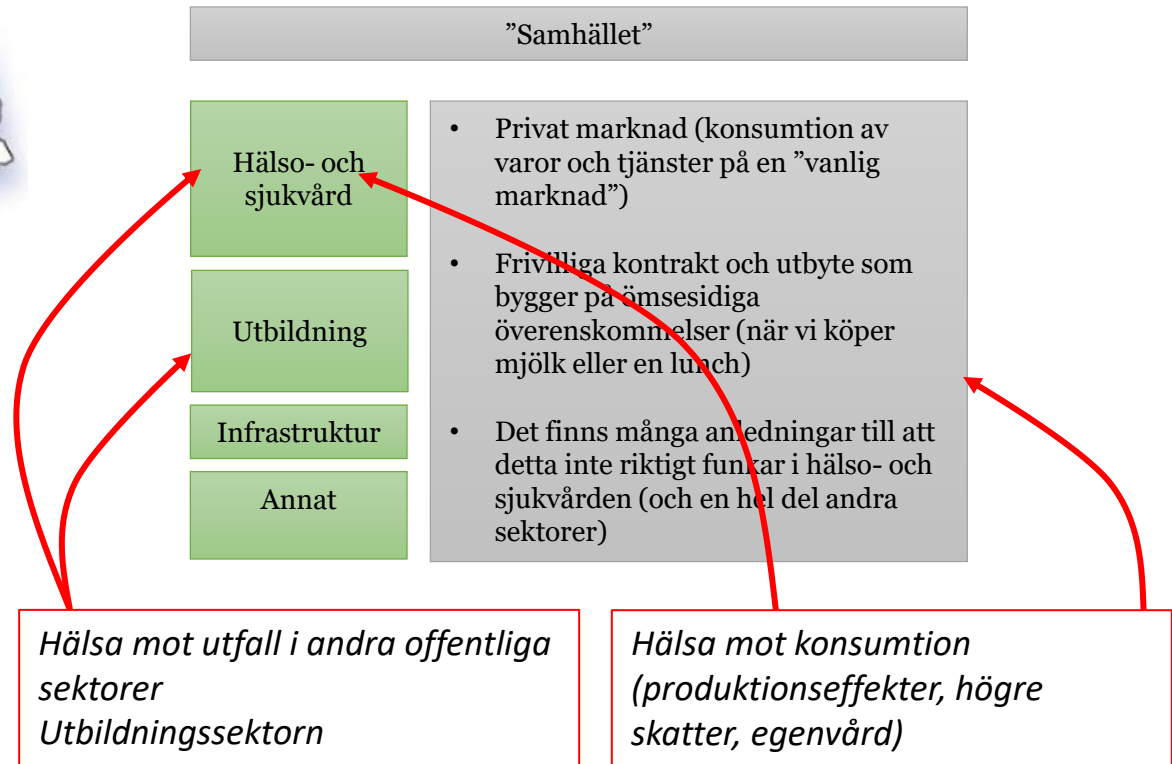 ”Samhället”
Hälso- och
sjukvård
Utbildning
Infrastruktur
Annat
• Privat marknad (konsumtion av
varor och tjänster på en ”vanlig
marknad”)
• Frivilliga kontrakt och utbyte som
bygger på ömsesidiga
överenskommelser (när vi köper
mjölk eller en lunch)
• Det finns många anledningar till att
detta inte riktigt funkar i hälso- och
sjukvården (och en hel del andra
sektorer)
Hälsa mot utfall i andra offentliga
sektorer
Utbildningssektorn
Hälsa mot konsumtion
(produktionseffekter, högre
skatter, egenvård)